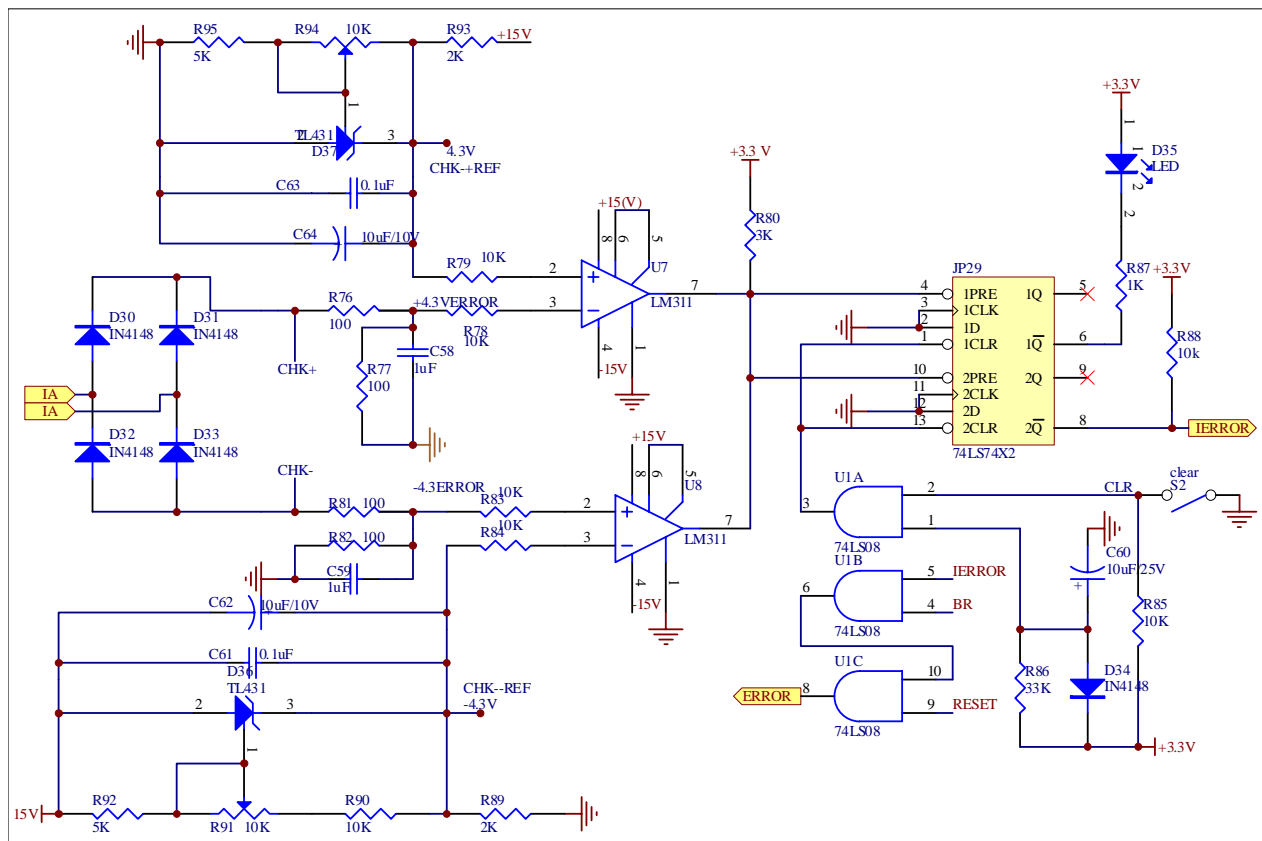 R95
5K
R94
10K
R93
2K
+15V
1
2
TL431
D37
3
4.3V
CHK-+REF
C63
0.1uF
C64
10uF/10V
+3.3V
1
1
D35
LED
2
2
+3.3 V
R80
3K
+15(V)
8
6
5
U7
R79
10K
2
3
7
LM311
4
1
-15V
R76
100
+4.3VERROR
R78
10K
C58
1uF
R77
100
CHK+
D30
IN4148
D31
IN4148
IA
IA
D32
IN4148
D33
IN4148
CHK-
JP29
4
3
2
1
10
11
12
13
1PRE
1CLK
1D
1CLR
2PRE
2CLK
2D
2CLR
1Q
1Q
2Q
2Q
5
6
9
8
74LS74X2
R87
1K
+3.3V
R88
10k
IERROR
-4.3ERROR
R81
100
R82
100
C59
1uF
R83
10K
10K
R84
+15V
8
6
5
U8
2
3
7
LM311
4
1
-15V
C62
10uF/10V
C61
0.1uF
D36
TL431
2
3
1
CHK--REF
-4.3V
15V
R92
5K
R91
10K
R90
10K
R89
2K
U1A
3
2
1
74LS08
U1B
6
5
4
IERROR
BR
74LS08
U1C
8
10
9
RESET
74LS08
ERROR
CLR
clear
S2
C60
10uF/25V
R85
10K
R86
33K
D34
IN4148
+3.3V